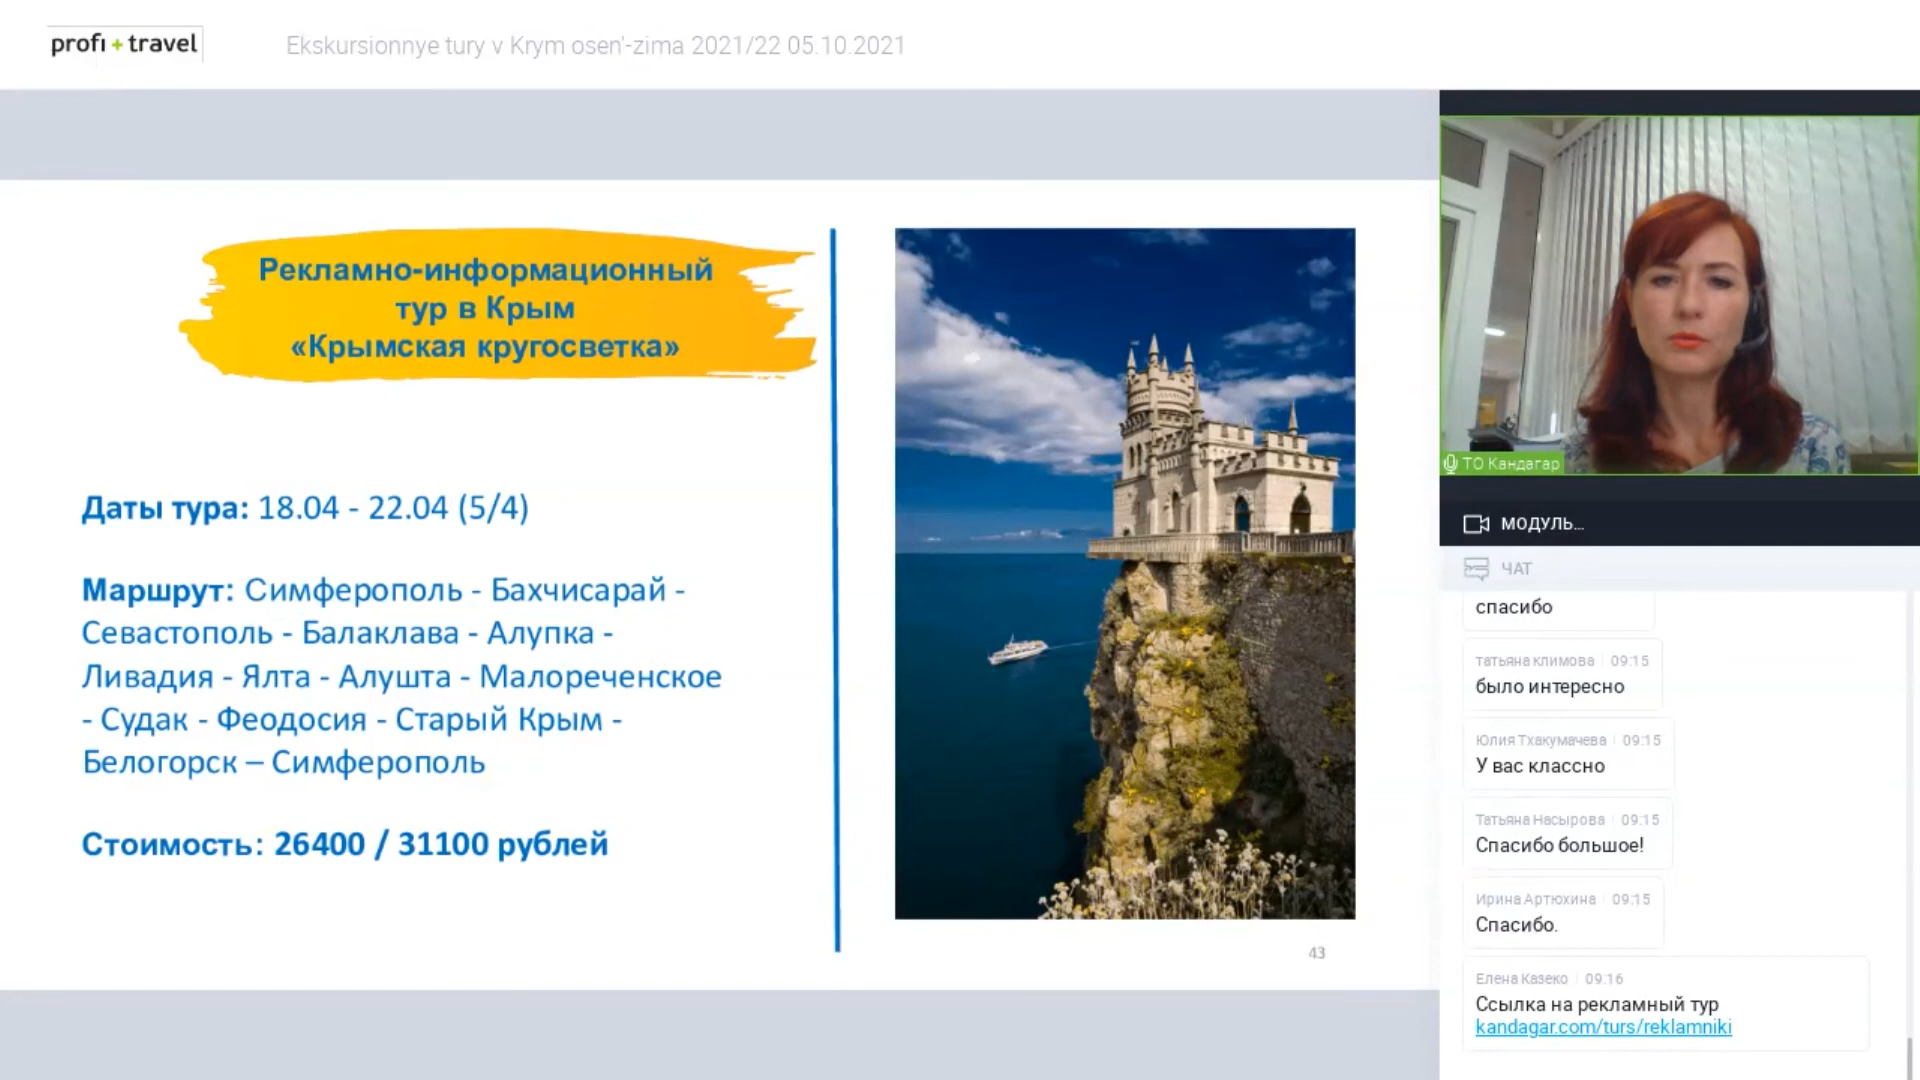 profi + travel
Ekskursionnye tury v Krym osen'-zima 2021/22 05.10.2021
Рекламно-информационный
тур в Крым
«Крымская кругосветка»
Даты тура: 18.04 - 22.04 (5/4)
Маршрут: Симферополь - Бахчисарай -
Севастополь - Балаклава - Алупка -
Ливадия - Ялта - Алушта - Малореченское
- Судак - Феодосия - Старый Крым -
Белогорск – Симферополь
Стоимость: 26400 / 31100 рублей
43
ТО Кандагар
МОДУЛЬ...
ЧАТ
спасибо
татьяна климова 09:15
было интересно
Юлия Тхакумачева 09:15
У вас классно
Татьяна Насырова 09:15
Спасибо большое!
Ирина Артюхина 09:15
Спасибо.
Елена Казеко 09:16
Ссылка на рекламный тур
kandagar.com/turs/reklamniki